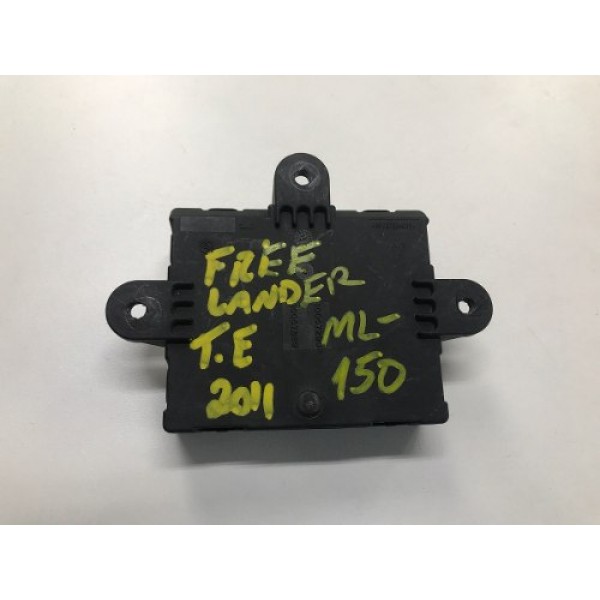 FREE
LANDER
T.E
2011
ML-
150